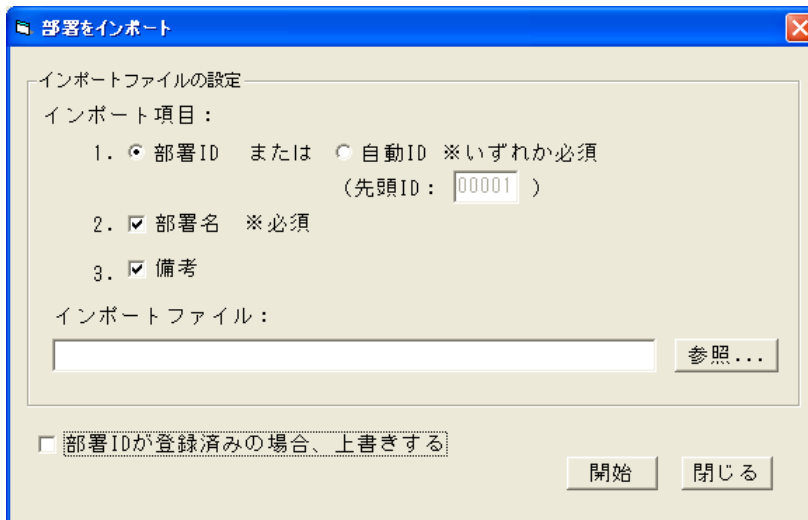 部署をインポート
インポートファイルの設定
インポート項目：
1. 部署ID または 自動ID ※いずれか必須
(先頭ID： 00001 )
2. 部署名 ※必須
3. 備考
インポートファイル：
参照...
部署IDが登録済みの場合、上書きする
開始 閉じる